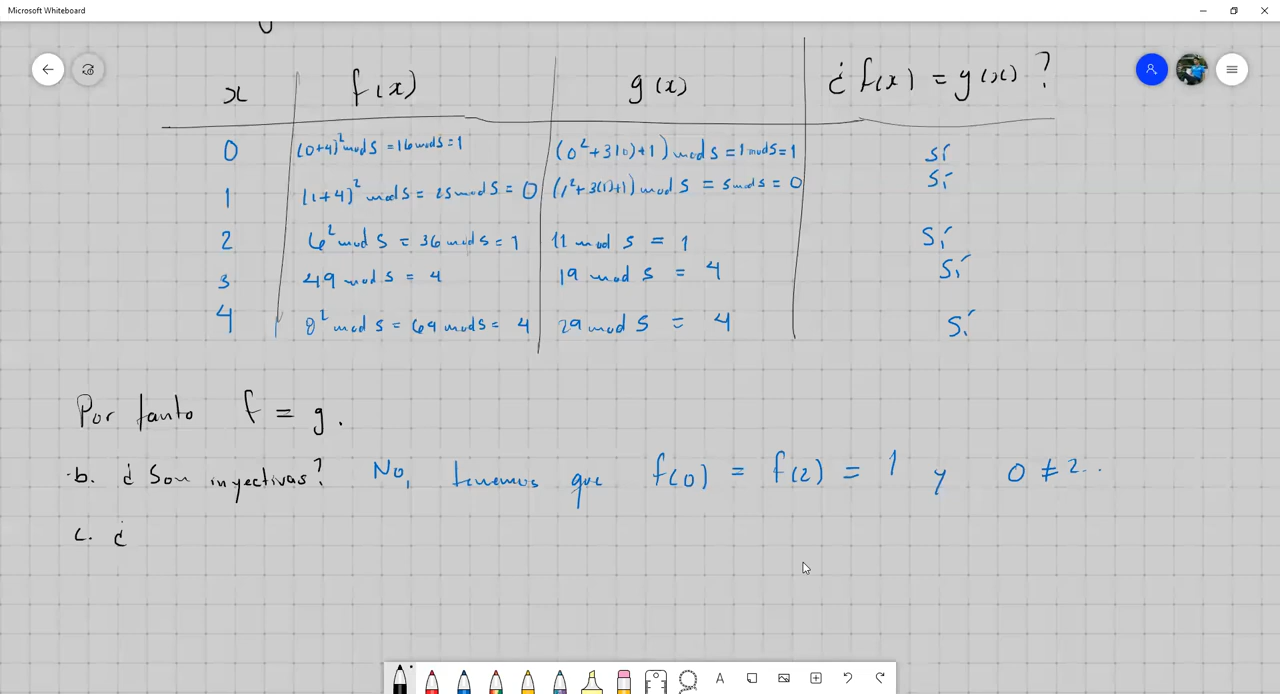 Microsoft Whiteboard
x f(x) g(x) ¿f(x) = g(x)?
0 (0+4)² mod 5 = 16 mod 5 = 1 (0² + 3(0) + 1) mod 5 = 1 mod 5 = 1 Sí
1 (1+4)² mod 5 = 25 mod 5 = 0 (1² + 3(1) + 1) mod 5 = 5 mod 5 = 0 Sí
2 6² mod 5 = 36 mod 5 = 1 11 mod 5 = 1 Sí
3 49 mod 5 = 4 19 mod 5 = 4 Sí
4 8² mod 5 = 64 mod 5 = 4 29 mod 5 = 4 Sí
Por tanto f = g.
b. ¿Son inyectivas? No, tenemos que f(0) = f(2) = 1 y 0 ≠ 2.
c. ¿
A